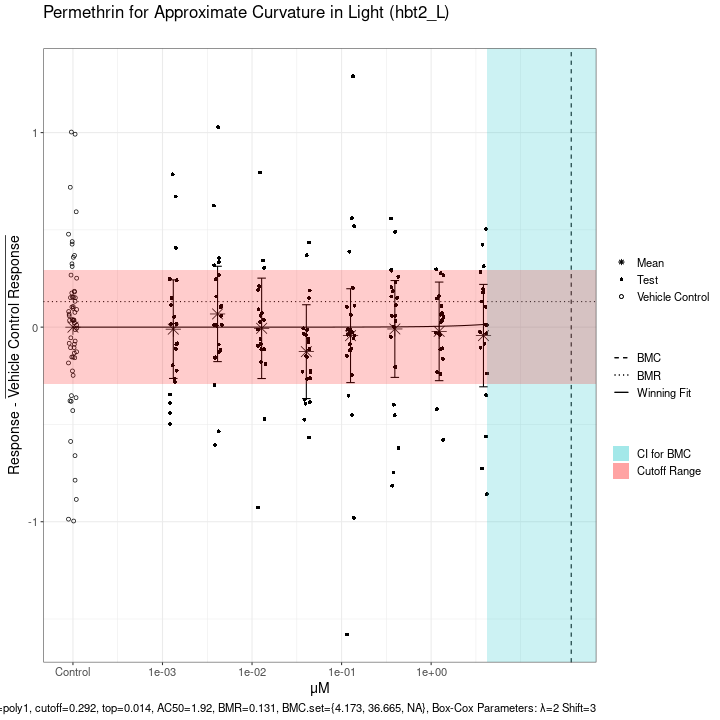 Permethrin for Approximate Curvature in Light (hbt2_L)
Response - Vehicle Control Response
1
0
-1
Control
1e-03
1e-02
1e-01
1e+00
μM
Mean
Test
Vehicle Control
BMC
BMR
Winning Fit
CI for BMC
Cutoff Range
=poly1, cutoff=0.292, top=0.014, AC50=1.92, BMR=0.131, BMC.set={4.173, 36.665, NA}, Box-Cox Parameters: λ=2 Shift=3